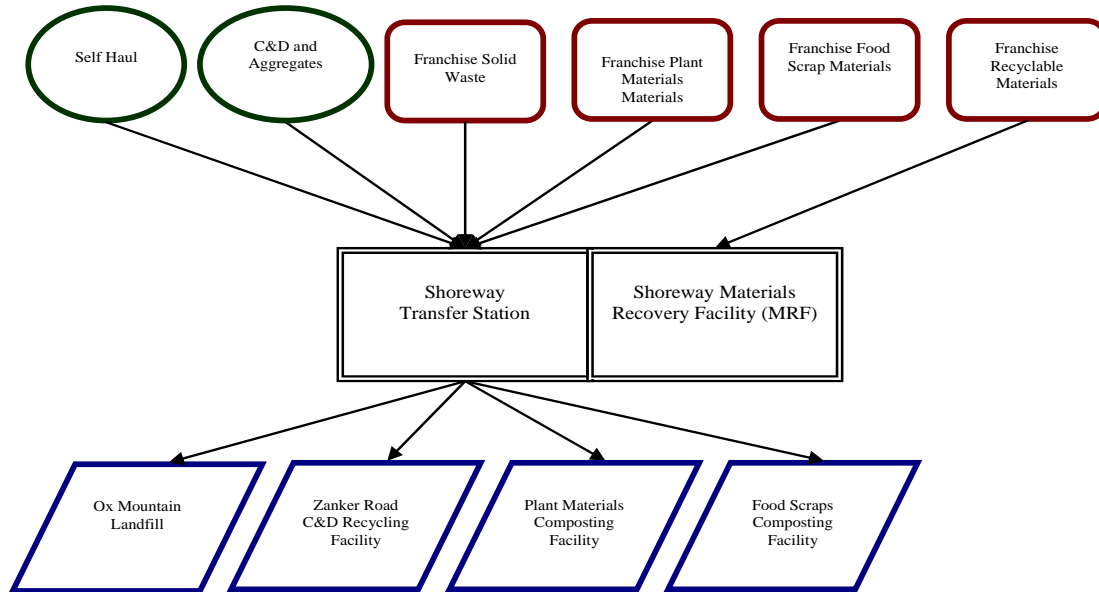 Self Haul
C&D and
Aggregates
Franchise Solid
Waste
Franchise Plant
Materials
Materials
Franchise Food
Scrap Materials
Franchise
Recyclable
Materials
Shoreway
Transfer Station
Shoreway Materials
Recovery Facility (MRF)
Ox Mountain
Landfill
Zanker Road
C&D Recycling
Facility
Plant Materials
Composting
Facility
Food Scraps
Composting
Facility